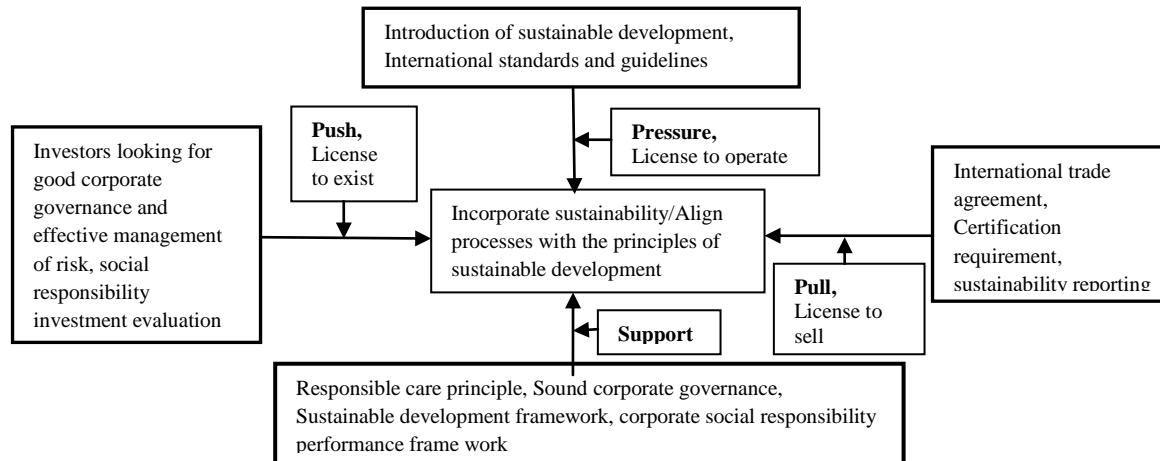 Introduction of sustainable development,
International standards and guidelines
Push,
License
to exist
Pressure,
License to operate
Investors looking for
good corporate
governance and
effective management
of risk, social
responsibility
investment evaluation
Incorporate sustainability/Align
processes with the principles of
sustainable development
International trade
agreement,
Certification
requirement,
sustainability reporting
Pull,
License to
sell
Support
Responsible care principle, Sound corporate governance,
Sustainable development framework, corporate social responsibility
performance frame work